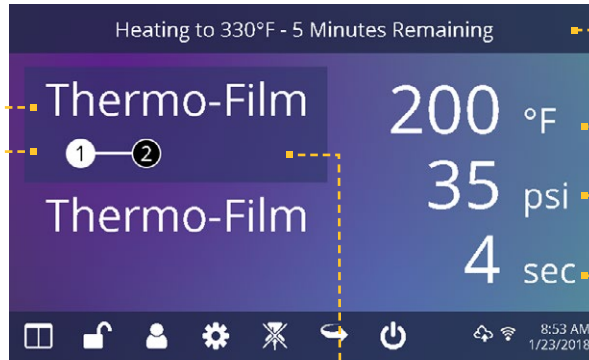 Heating to 330°F - 5 Minutes Remaining
Thermo-Film
1 2
Thermo-Film
200 °F
35 psi
4 sec
8:53 AM
1/23/2018